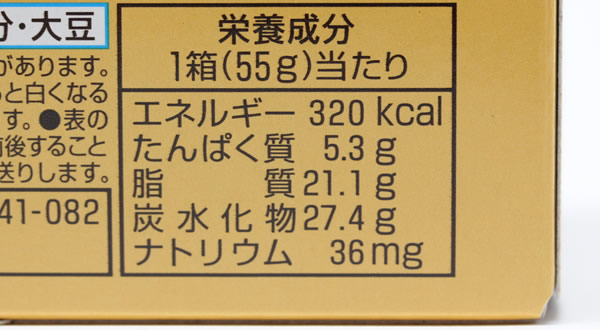 分・大豆
があります。
と白くなる
ます。●表の
前後すること
送りします。
41-082
栄養成分
1箱(55g)当たり
エネルギー 320 kcal
たんぱく質 5.3 g
脂 質 21.1 g
炭水化物 27.4 g
ナトリウム 36 mg